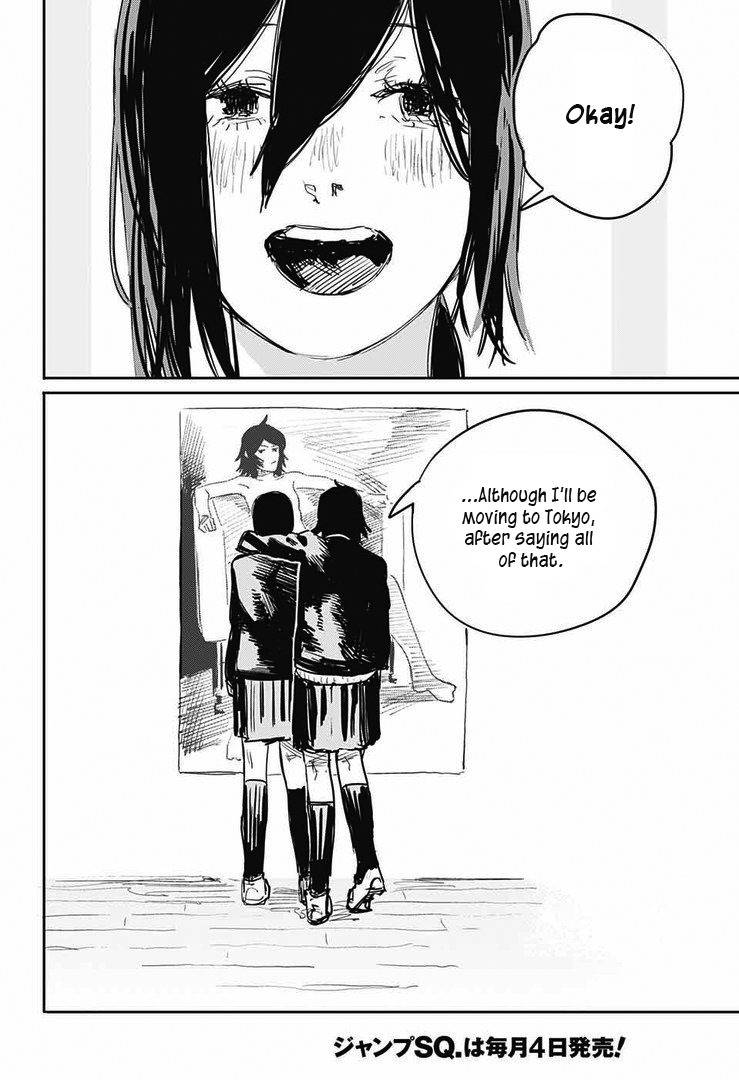 Okay!
...Although I'll be
moving to Tokyo,
after saying all
of that.
ジャンプSQ.は毎月4日発売!